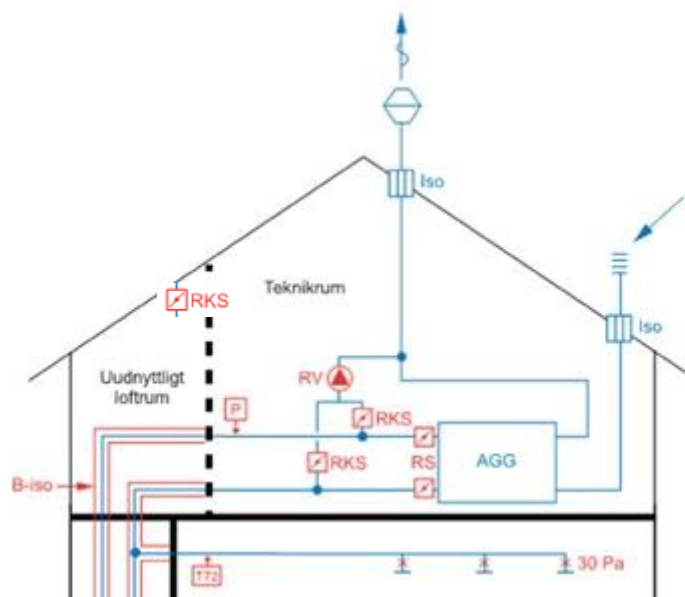 Iso
Teknikrum
RKS
Iso
Uudnyttligt
loftrum
RV
P
RKS
RKS
RS
AGG
B-iso
T72
30 Pa